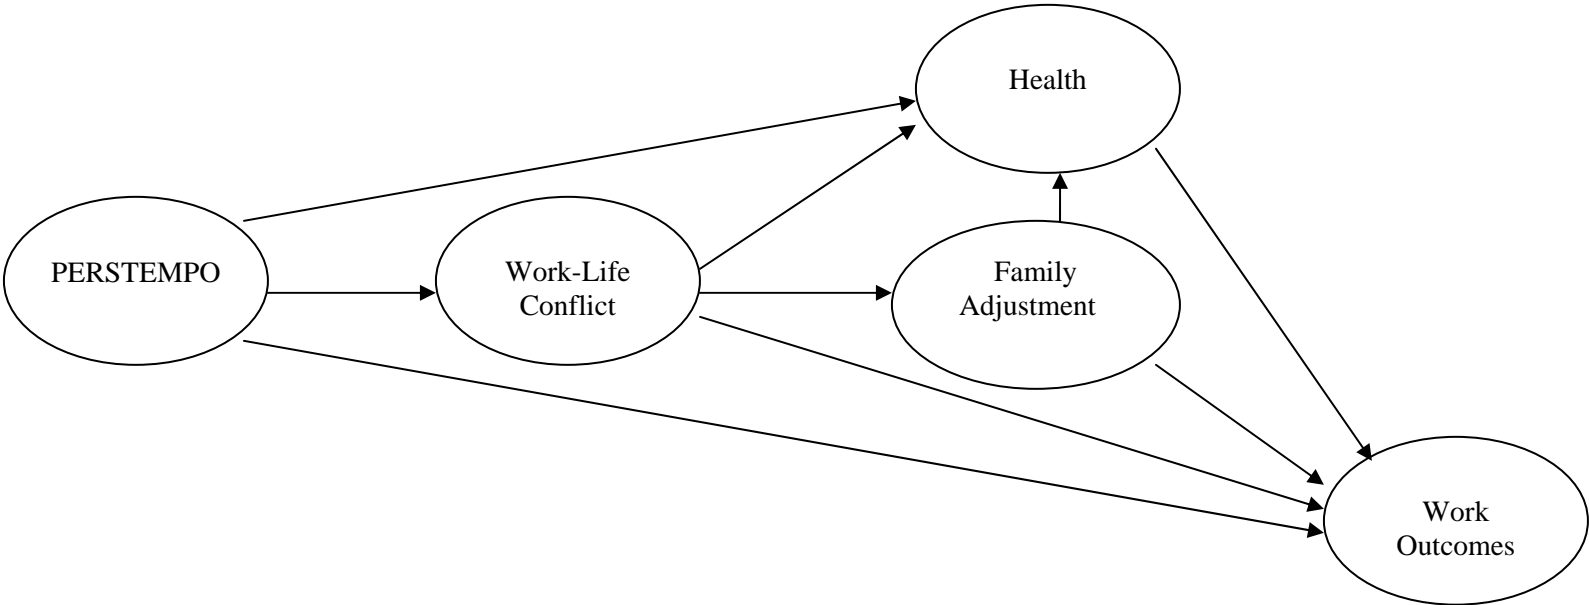 Health
PERSTEMPO
Work-Life
Conflict
Family
Adjustment
Work
Outcomes